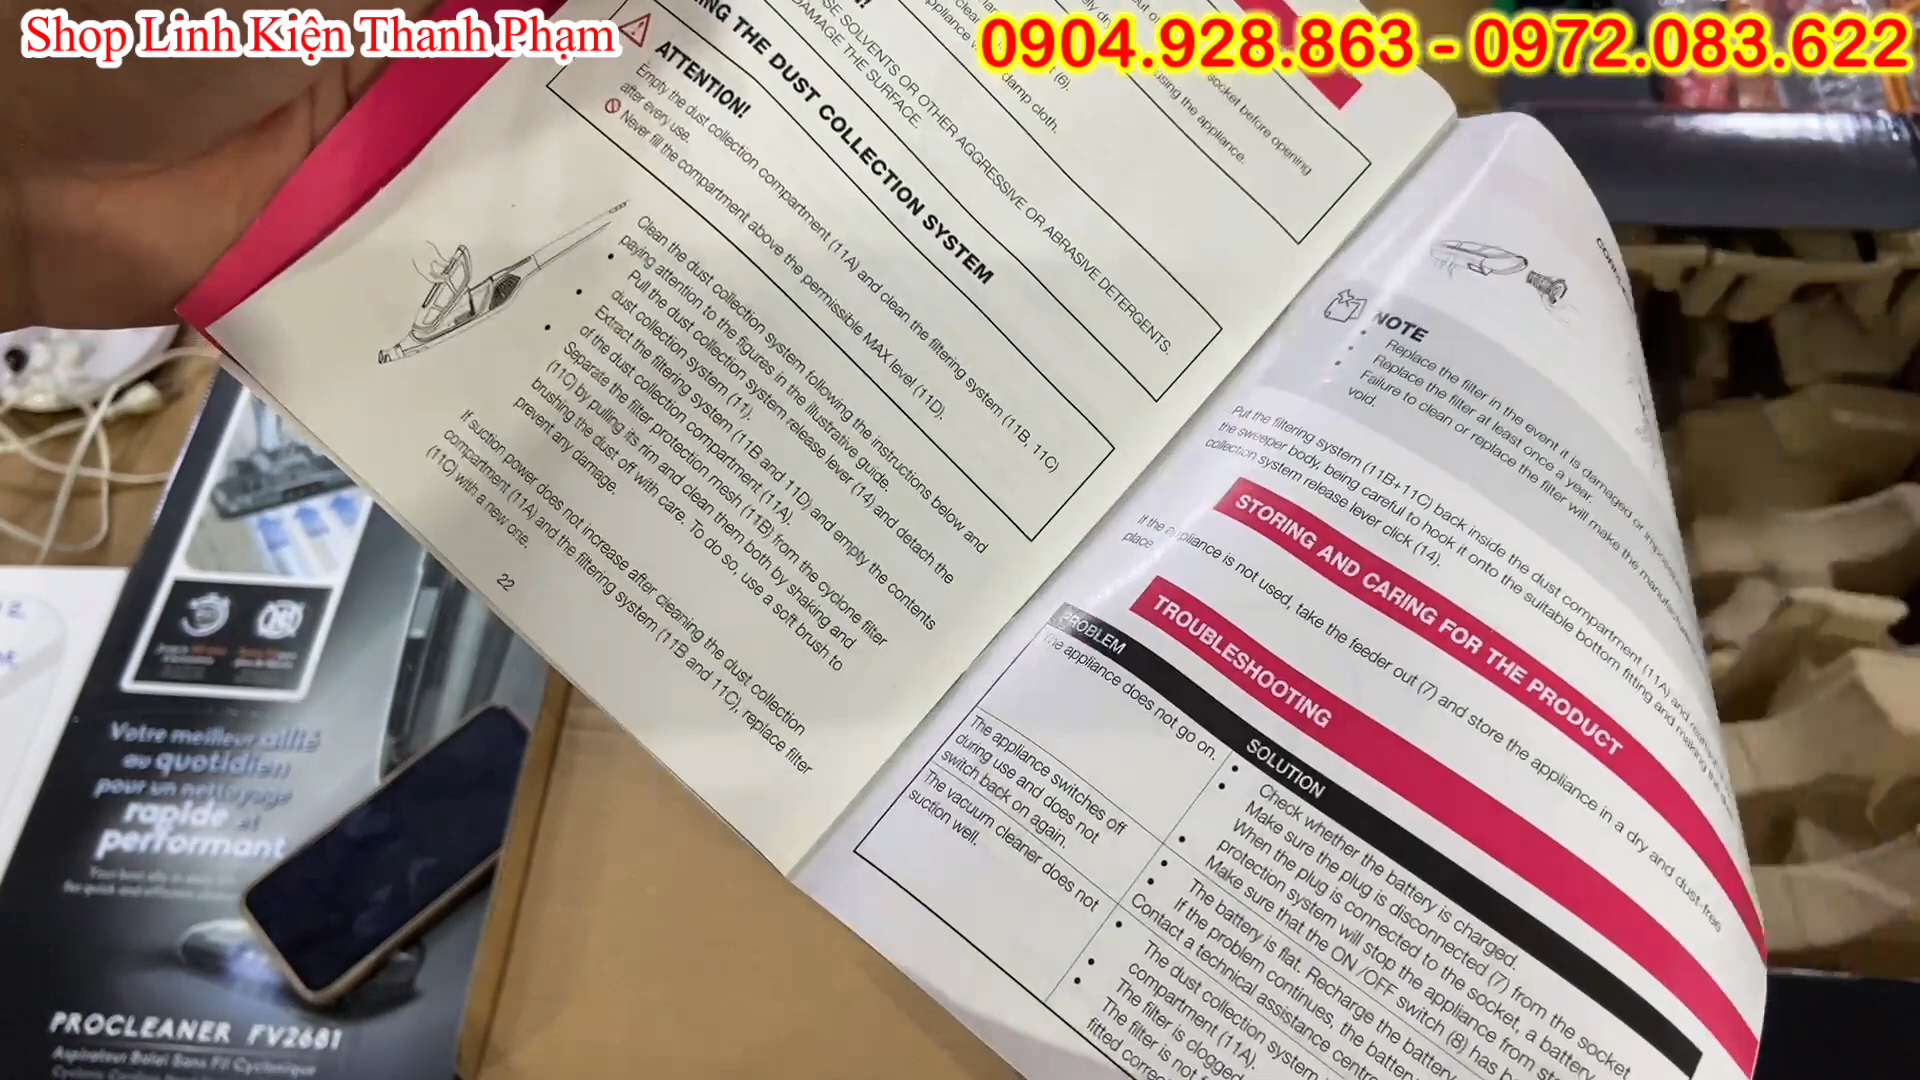 Shop Linh Kiện Thanh Phạm
0904.928.863 - 0972.083.622
socket before opening
using the appliance.
damp cloth.
SE SOLVENTS OR OTHER AGGRESSIVE OR ABRASIVE DETERGENTS.
DAMAGE THE SURFACE.
ING THE DUST COLLECTION SYSTEM
ATTENTION!
Empty the dust collection compartment (11A) and clean the filtering system (11B, 11C)
after every use.
Never fill the compartment above the permissible MAX level (11D).
Clean the dust collection system following the instructions below and
paying attention to the figures in the illustrative guide.
• Pull the dust collection system release lever (14) and detach the
dust collection system (11).
• Extract the filtering system (11B and 11D) and empty the contents
of the dust collection compartment (11A).
• Separate the filter protection mesh (11B) from the cyclone filter
(11C) by pulling its rim and clean them both by shaking and
brushing the dust off with care. To do so, use a soft brush to
prevent any damage.
If suction power does not increase after cleaning the dust collection
compartment (11A) and the filtering system (11B and 11C), replace filter
(11C) with a new one.
22
NOTE
• Replace the filter in the event it is damaged or
• Replace the filter at least once a year.
• Failure to clean or replace the filter will make the
void.
Put the filtering system (11B+11C) back inside the dust compartment (11A) and
the sweeper body, being careful to hook it onto the suitable bottom fitting and making the
collection system release lever click (14).
STORING AND CARING FOR THE PRODUCT
If the appliance is not used, take the feeder out (7) and store the appliance in a dry and dust-free
place.
TROUBLESHOOTING
PROBLEM
SOLUTION
The appliance does not go on.
• Check whether the battery is charged.
• Make sure the plug is disconnected (7) from the socket
When the plug is connected to the socket, a battery
protection system will stop the appliance from
• Make sure that the ON /OFF switch (8) has
The appliance switches off
during use and does not
switch back on again.
• The battery is flat. Recharge the battery
• If the problem continues, the battery
Contact a technical assistance
The vacuum cleaner does not
suction well.
• The dust collection system
compartment (11A).
• The filter is clogged
• The filter is not
fitted
Votre meilleur allié
au quotidien
pour un nettoyage
rapide et
performant
PROCLEANER FV2681
Aspirateur Balai Sans Fil Cyclonique